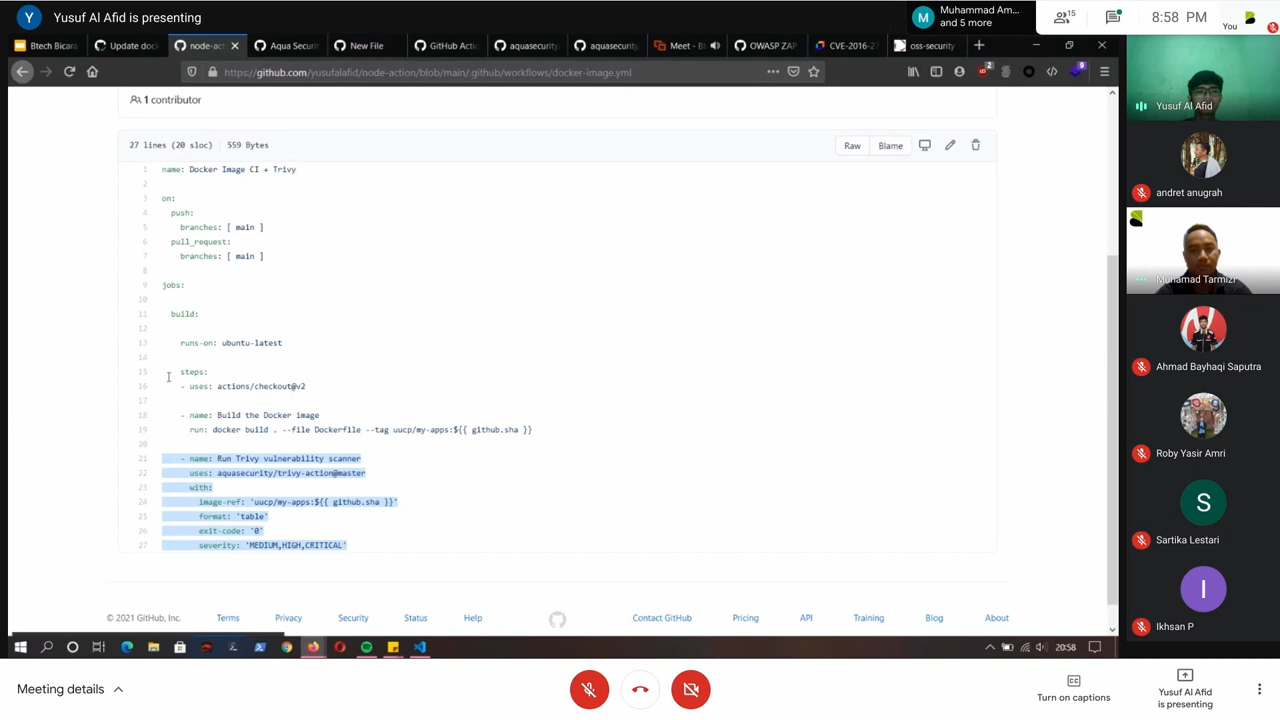 Y Yusuf Al Afid is presenting
M Muhammad Am... and 5 more
15
8:58 PM
You
Btech Bicara
Update dock
node-act
Aqua Securit
New File
GitHub Actio
aquasecurity
aquasecurity
Meet - B
OWASP ZAP
CVE-2016-2
oss-security
https://github.com/yusufalafid/node-action/blob/main/.github/workflows/docker-image.yml
2
9
1 contributor
27 lines (20 sloc) 559 Bytes
Raw Blame
1 name: Docker Image CI + Trivy
2
3 on:
4 push:
5 branches: [ main ]
6 pull_request:
7 branches: [ main ]
8
9 jobs:
10
11 build:
12
13 runs-on: ubuntu-latest
14
15 steps:
16 - uses: actions/checkout@v2
17
18 - name: Build the Docker image
19 run: docker build . --file Dockerfile --tag uucp/my-apps:${{ github.sha }}
20
21 - name: Run Trivy vulnerability scanner
22 uses: aquasecurity/trivy-action@master
23 with:
24 image-ref: 'uucp/my-apps:${{ github.sha }}'
25 format: 'table'
26 exit-code: '0'
27 severity: 'MEDIUM,HIGH,CRITICAL'
© 2021 GitHub, Inc. Terms Privacy Security Status Help Contact GitHub Pricing API Training Blog About
20:58
Yusuf Al Afid
andret anugrah
Muhamad Tarmizi
Ahmad Bayhaqi Saputra
Roby Yasir Amri
S
Sartika Lestari
I
Ikhsan P
Meeting details
Turn on captions
Yusuf Al Afid
is presenting